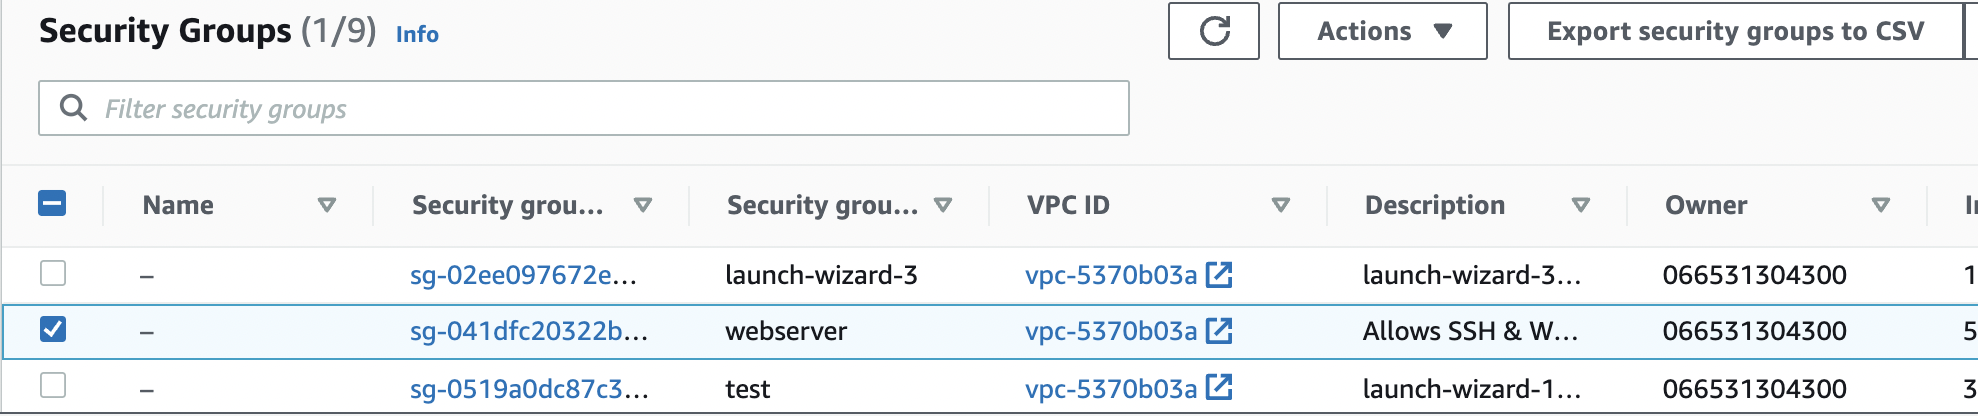 Security Groups (1/9) Info
Actions
Export security groups to CSV
Filter security groups
Name Security grou... Security grou... VPC ID Description Owner
– sg-02ee097672e... launch-wizard-3 vpc-5370b03a launch-wizard-3... 066531304300 1
– sg-041dfc20322b... webserver vpc-5370b03a Allows SSH & W... 066531304300 5
– sg-0519a0dc87c3... test vpc-5370b03a launch-wizard-1... 066531304300 3